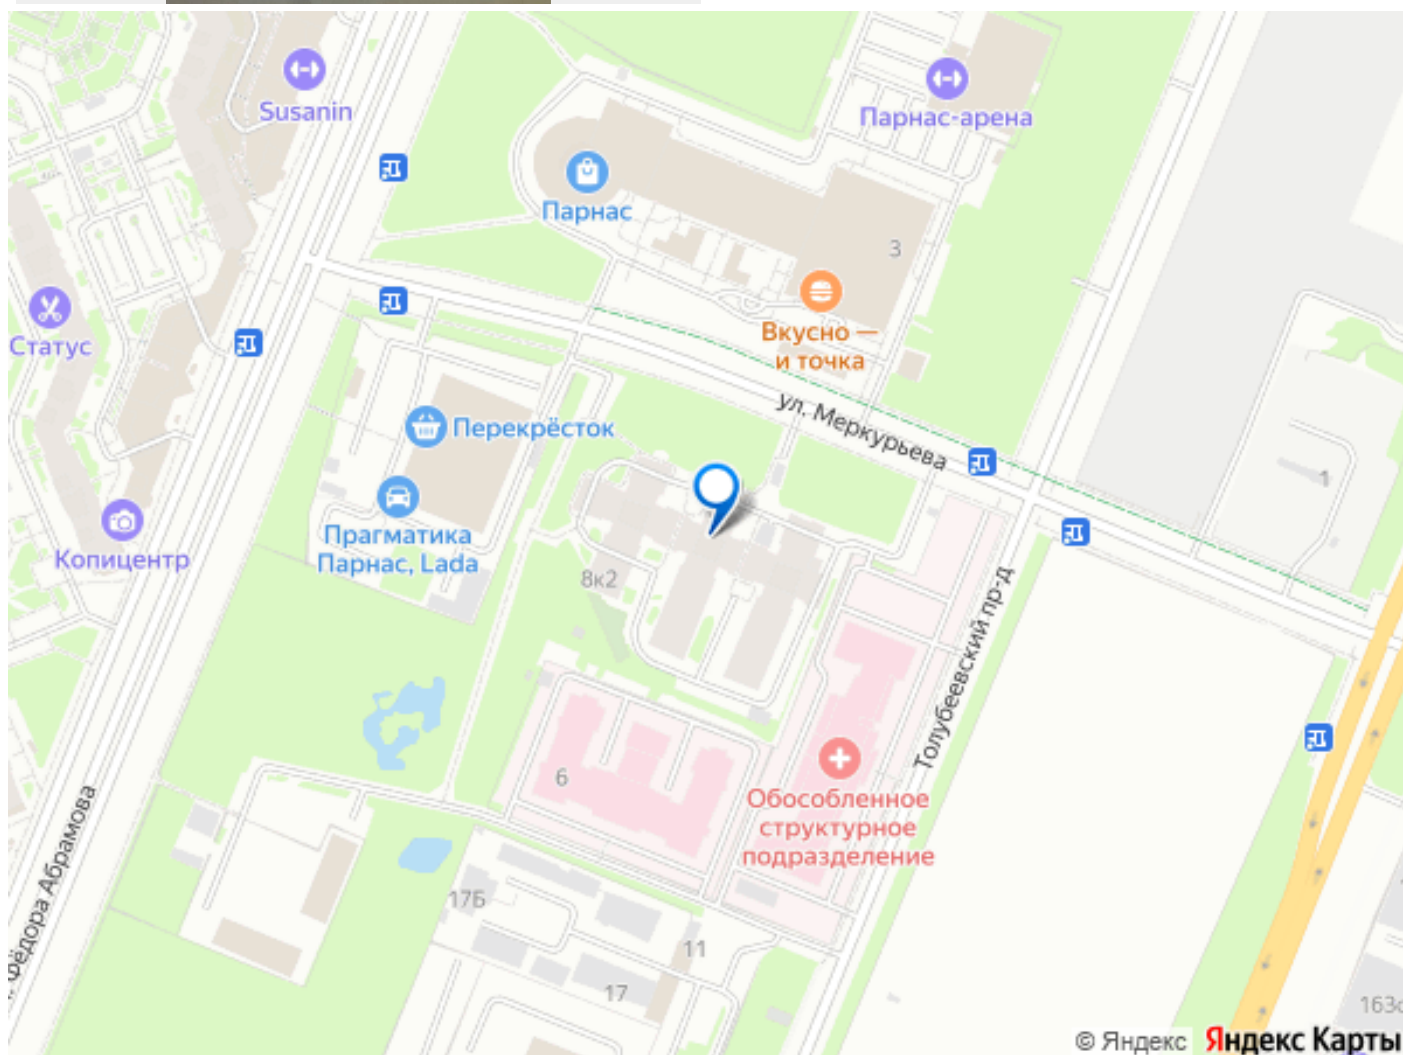 Susanin
Парнас-арена
Парнас
3
Вкусно —
и точка
Статус
ул. Меркурьева
Перекрёсток
1
Прагматика
Парнас, Lada
Копицентр
8к2
Толубеевский пр-д
6
Обособленное
структурное
подразделение
Фёдора Абрамова
17Б
11
17
© Яндекс Яндекс Карты